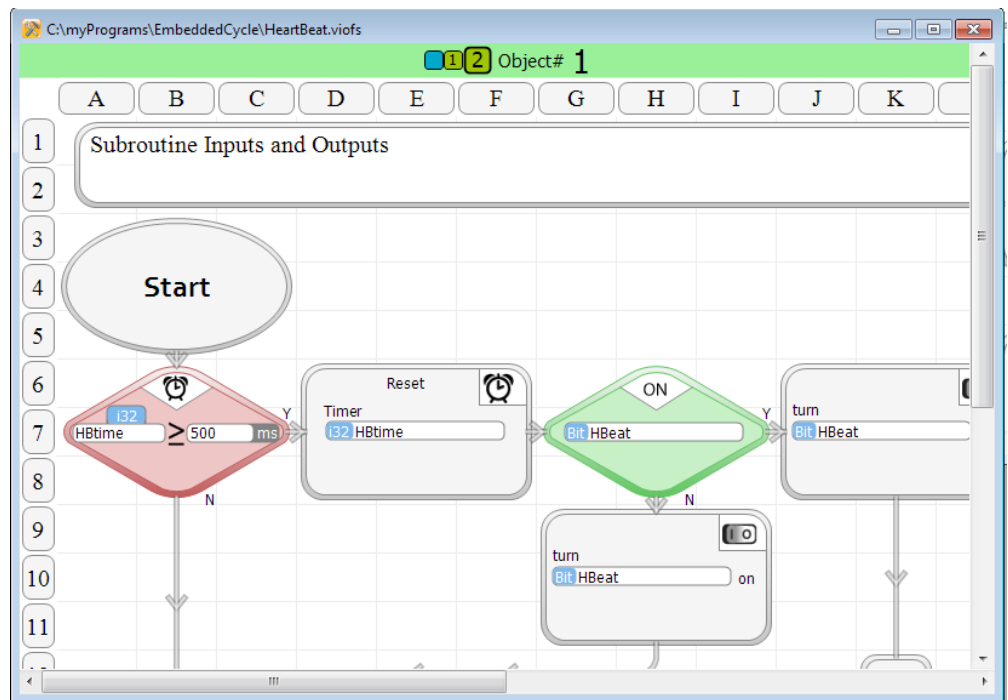 C:\myPrograms\EmbeddedCycle\HeartBeat.viofs
1 2 Object# 1
A B C D E F G H I J K
1
Subroutine Inputs and Outputs
2
3
4
Start
5
6
Reset
ON
i32
Y
Timer
Y
turn
7
HBtime ≥ 500 ms
i32 HBtime
Bit HBeat
Bit HBeat
8
N
N
9
I O
turn
10
Bit HBeat on
11